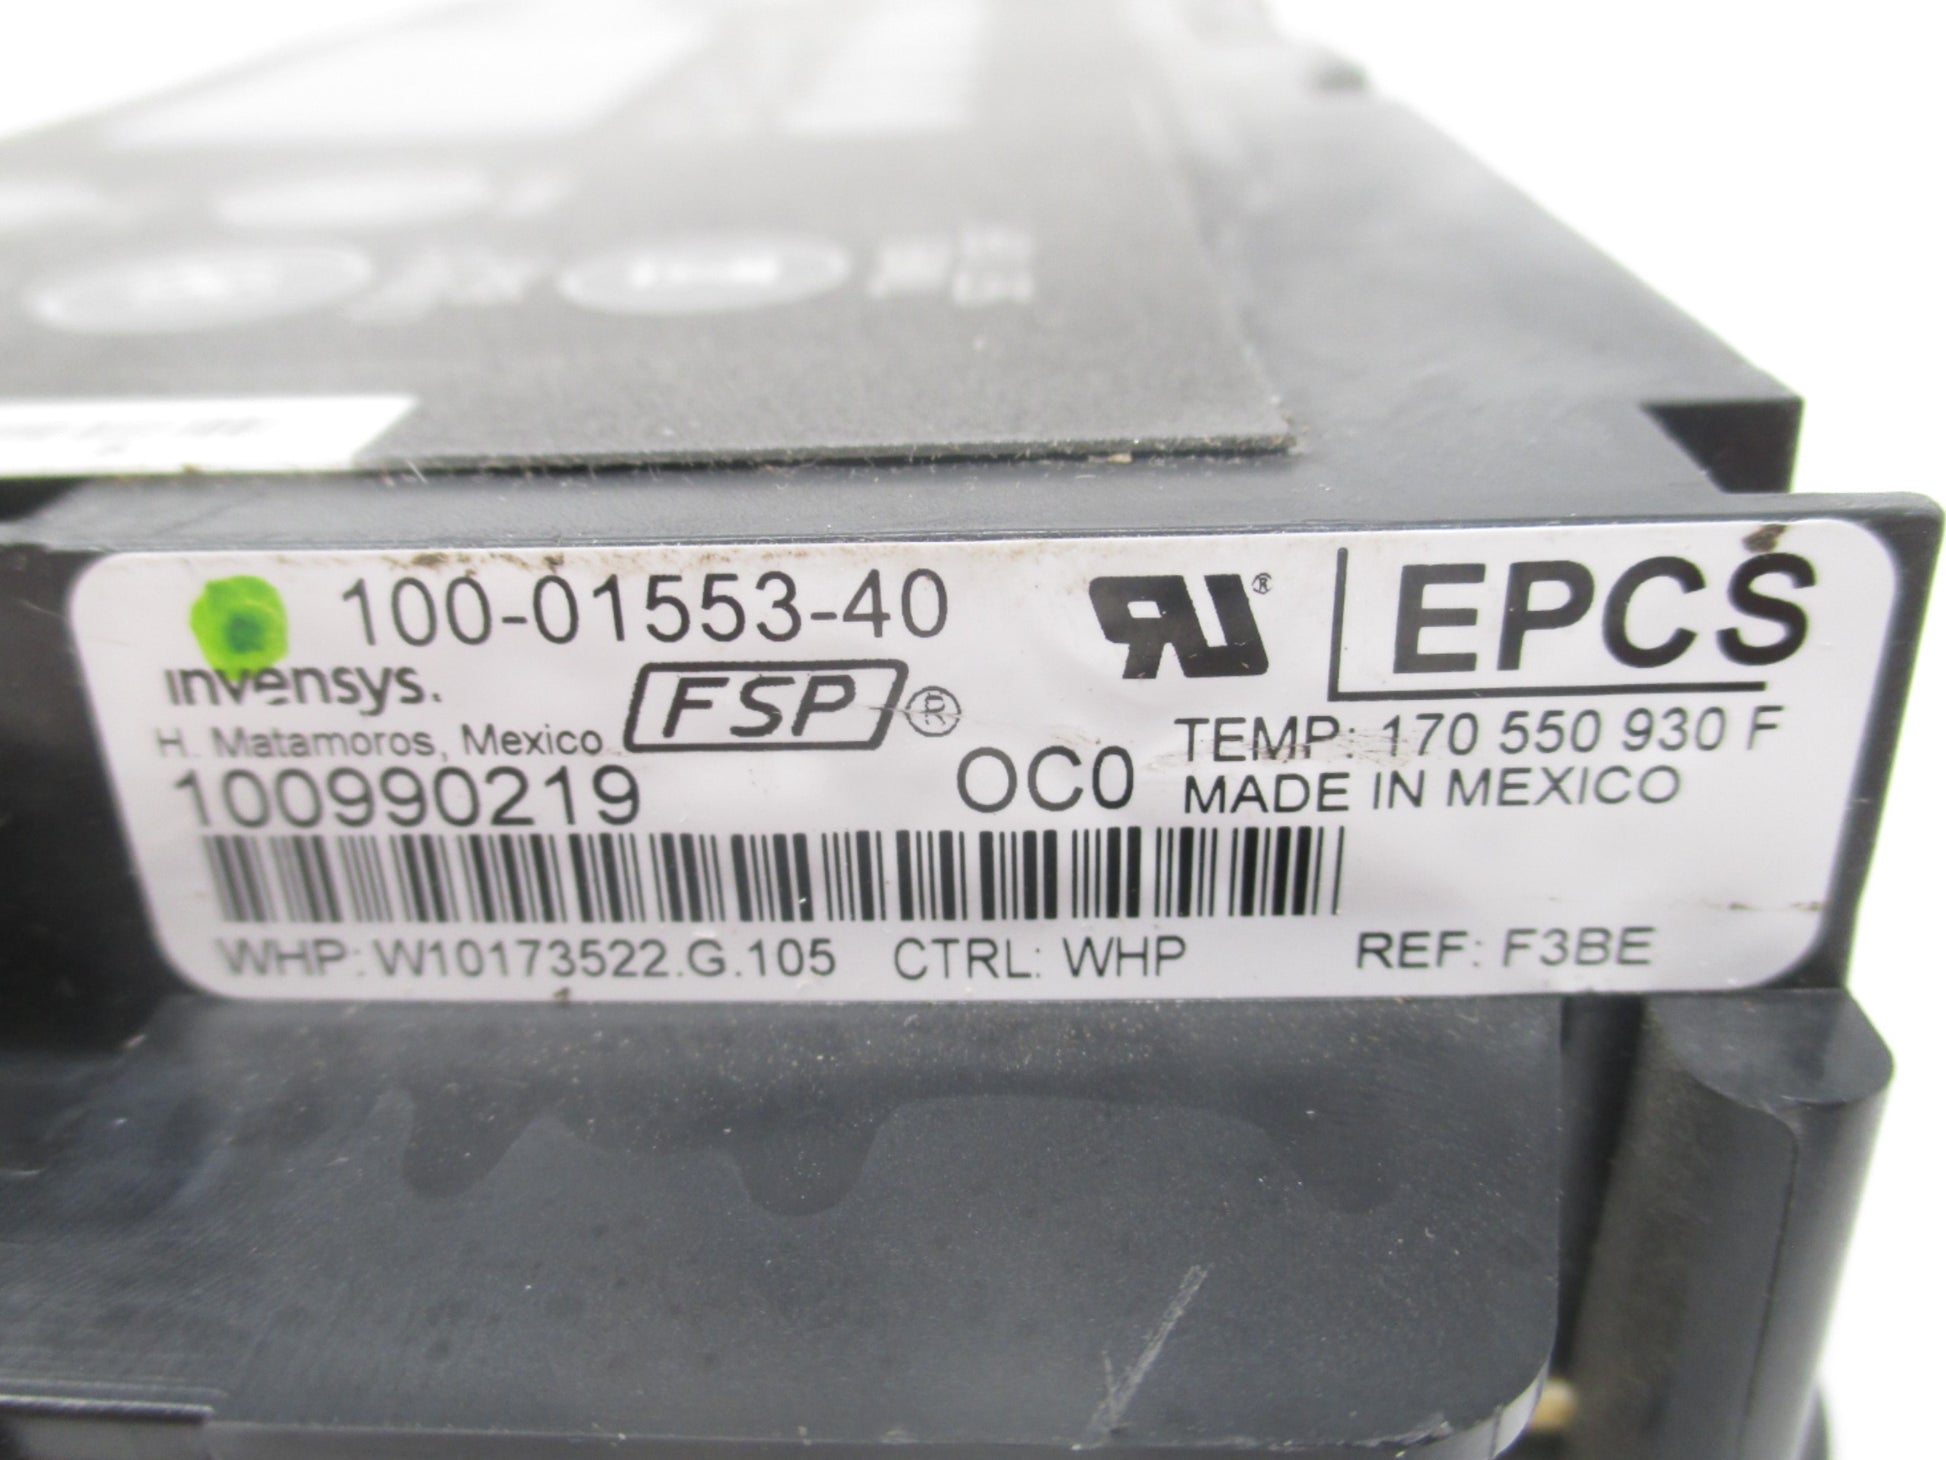 100-01553-40
invensys.
FSP ®
H. Matamoros, Mexico
100990219
OC0
RU ®
EPCS
TEMP: 170 550 930 F
MADE IN MEXICO
WHP: W10173522.G.105 CTRL: WHP REF: F3BE